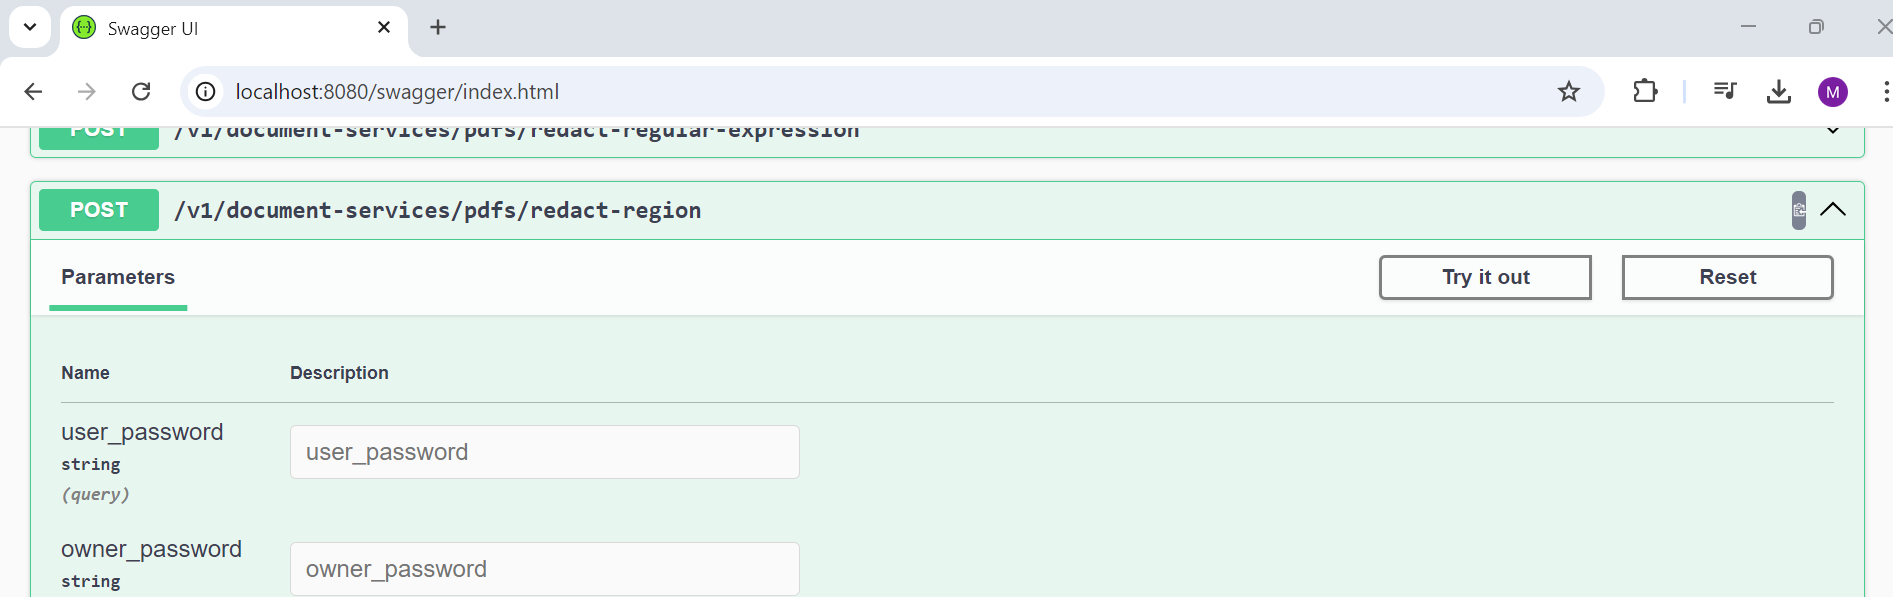 Swagger UI
localhost:8080/swagger/index.html
M
POST /v1/document-services/pdfs/redact-regular-expression
POST /v1/document-services/pdfs/redact-region
Parameters
Try it out
Reset
Name Description
user_password
string
(query)
user_password
owner_password
string
owner_password